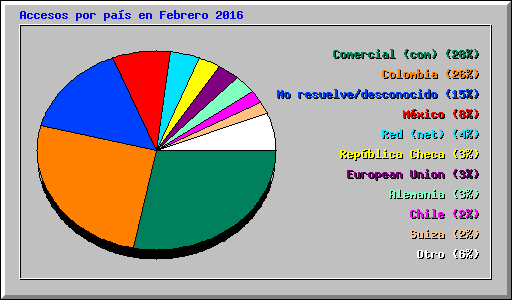 Accesos por país en Febrero 2016
Comercial (com) (28%)
Colombia (26%)
No resuelve/desconocido (15%)
México (8%)
Red (net) (4%)
República Checa (3%)
European Union (3%)
Alemania (3%)
Chile (2%)
Suiza (2%)
Otro (6%)